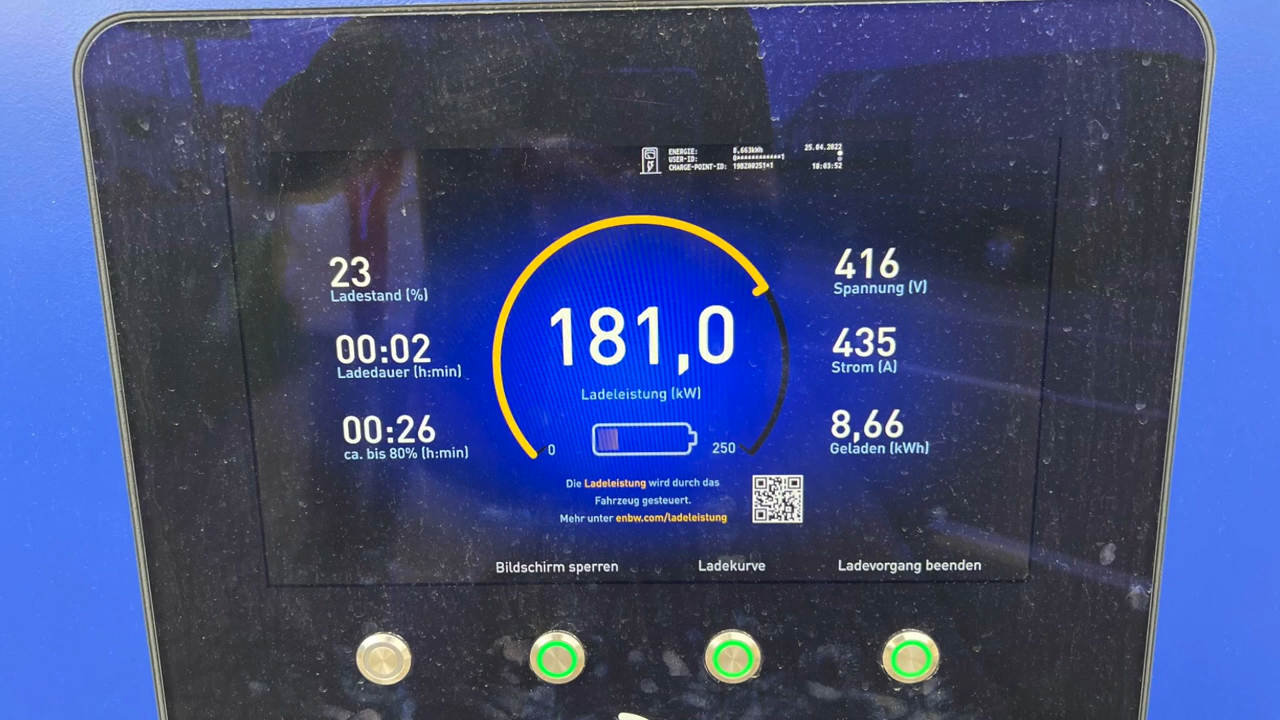 ENERGIE: 8,663kWh 25.04.2022
USER-ID: 0************1
CHARGE-POINT-ID: 18:03:52
23
Ladestand (%)
00:02
Ladedauer (h:min)
00:26
ca. bis 80% (h:min)
181,0
Ladeleistung (kW)
0
250
Die Ladeleistung wird durch das
Fahrzeug gesteuert.
Mehr unter enbw.com/ladeleistung
416
Spannung (V)
435
Strom (A)
8,66
Geladen (kWh)
Bildschirm sperren
Ladekurve
Ladevorgang beenden